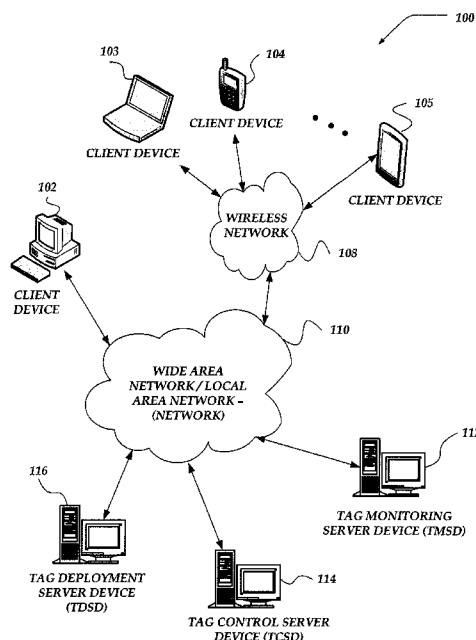 100
103
104
105
CLIENT DEVICE
CLIENT DEVICE
CLIENT DEVICE
102
WIRELESS
NETWORK
108
CLIENT
DEVICE
110
WIDE AREA
NETWORK / LOCAL
AREA NETWORK –
(NETWORK)
116
TAG MONITORING
SERVER DEVICE (TMSD)
TAG DEPLOYMENT
SERVER DEVICE
(TDSD)
114
TAG CONTROL SERVER
DEVICE (TCSD)